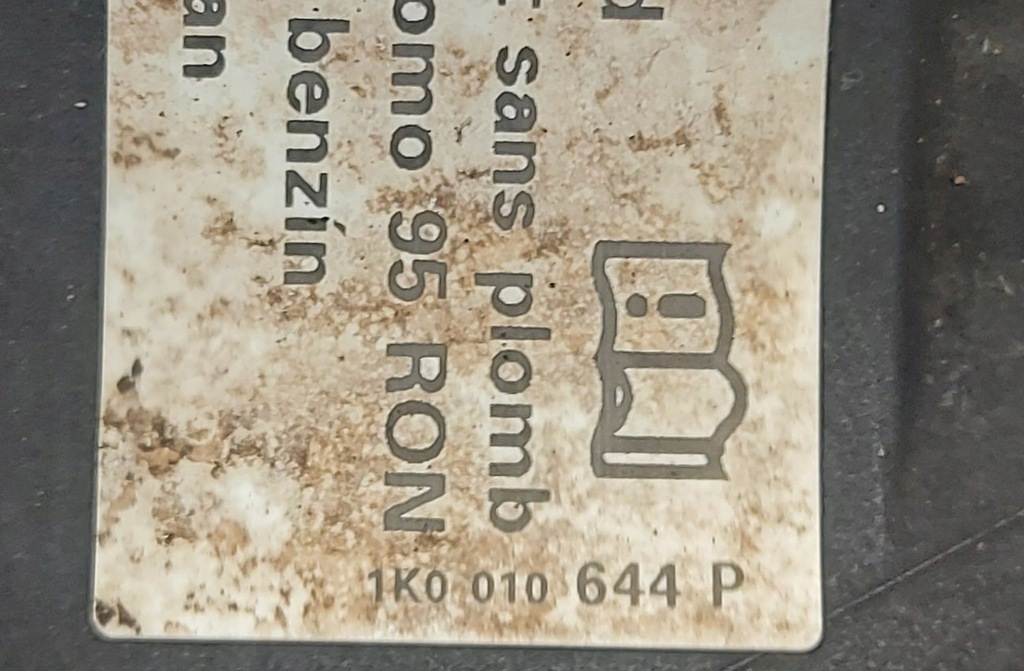 d
sans plomb
omo 95 RON
benzín
an
1K0 010 644 P